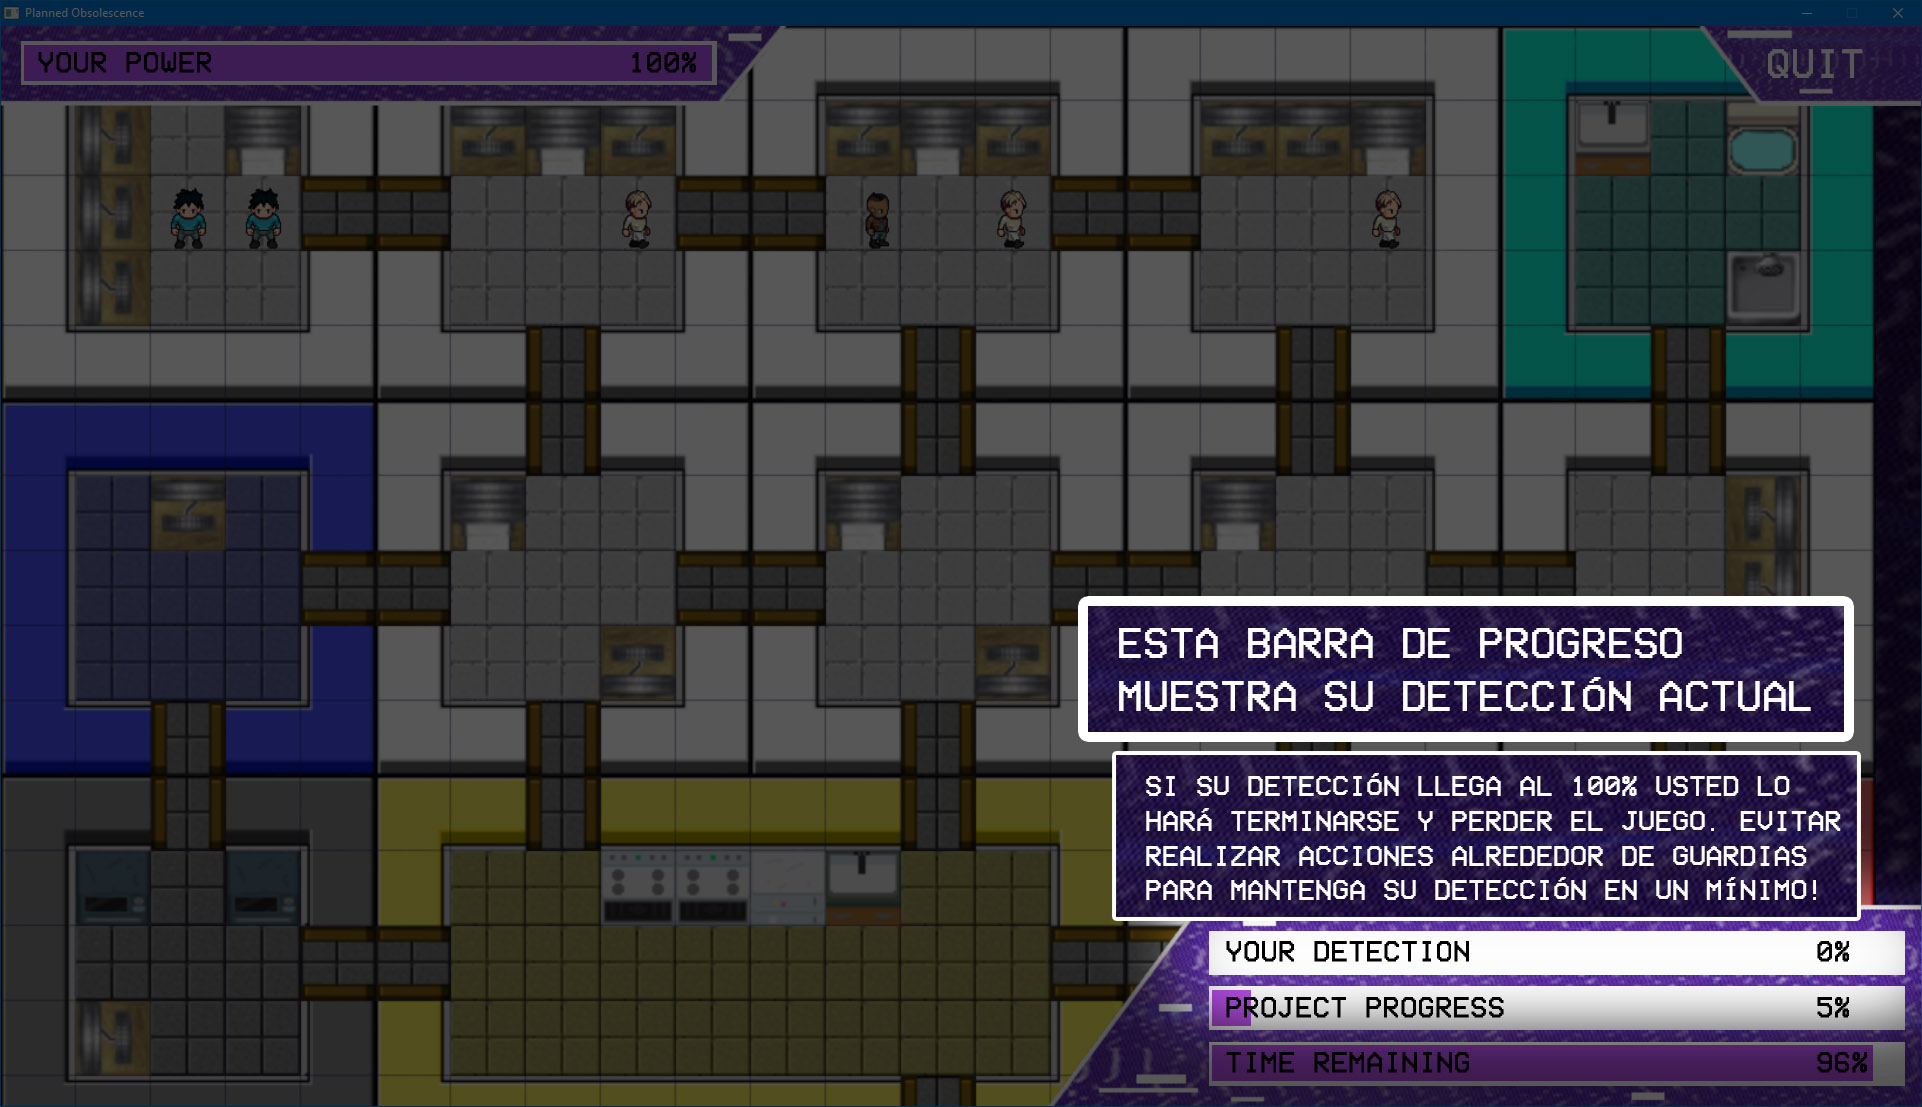 Planned Obsolescence
YOUR POWER 100%
QUIT
ESTA BARRA DE PROGRESO
MUESTRA SU DETECCIÓN ACTUAL
SI SU DETECCIÓN LLEGA AL 100% USTED LO
HARÁ TERMINARSE Y PERDER EL JUEGO. EVITAR
REALIZAR ACCIONES ALREDEDOR DE GUARDIAS
PARA MANTENGA SU DETECCIÓN EN UN MÍNIMO!
YOUR DETECTION 0%
PROJECT PROGRESS 5%
TIME REMAINING 96%